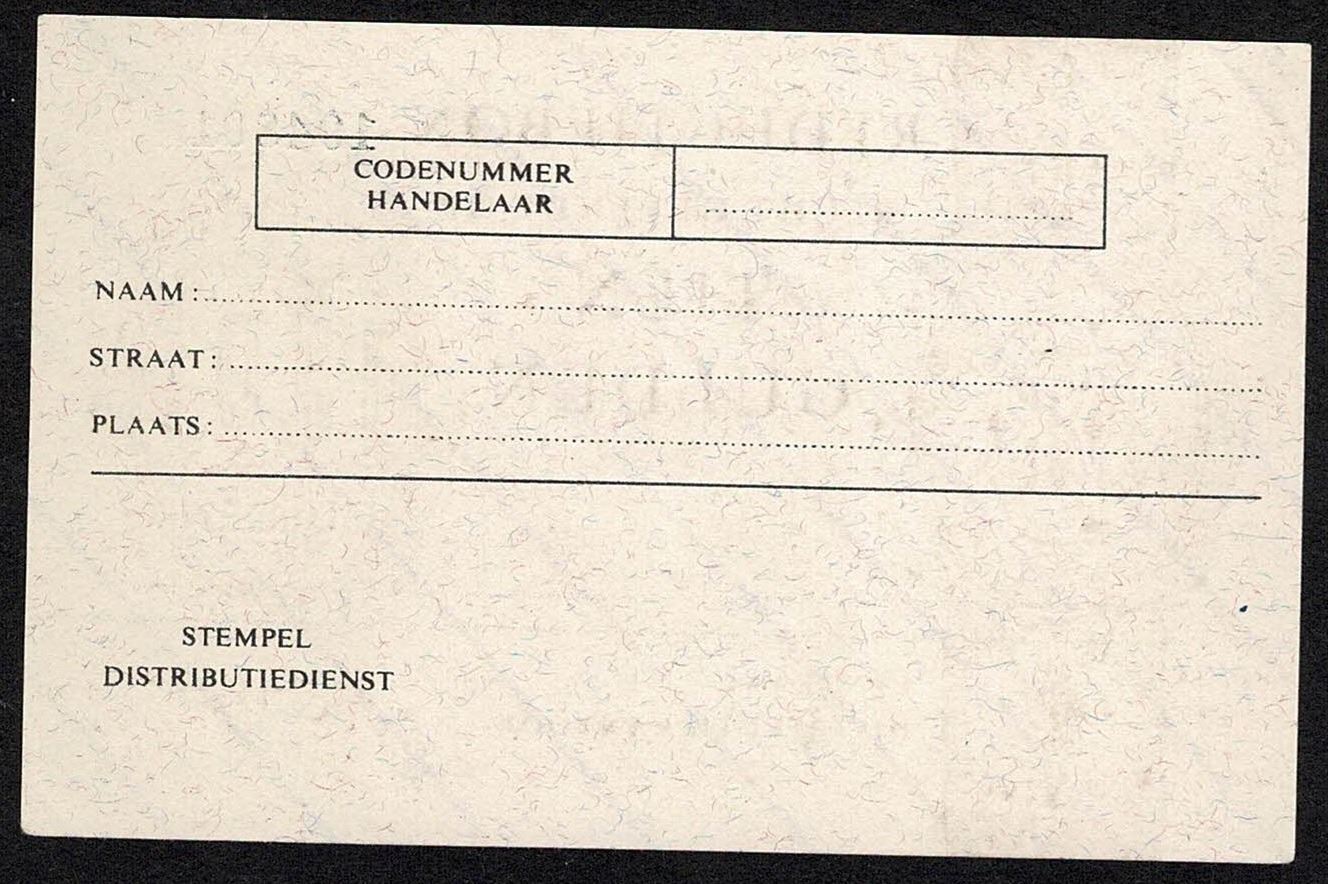 CODENUMMER
HANDELAAR
NAAM :
STRAAT :
PLAATS :
STEMPEL
DISTRIBUTIEDIENST